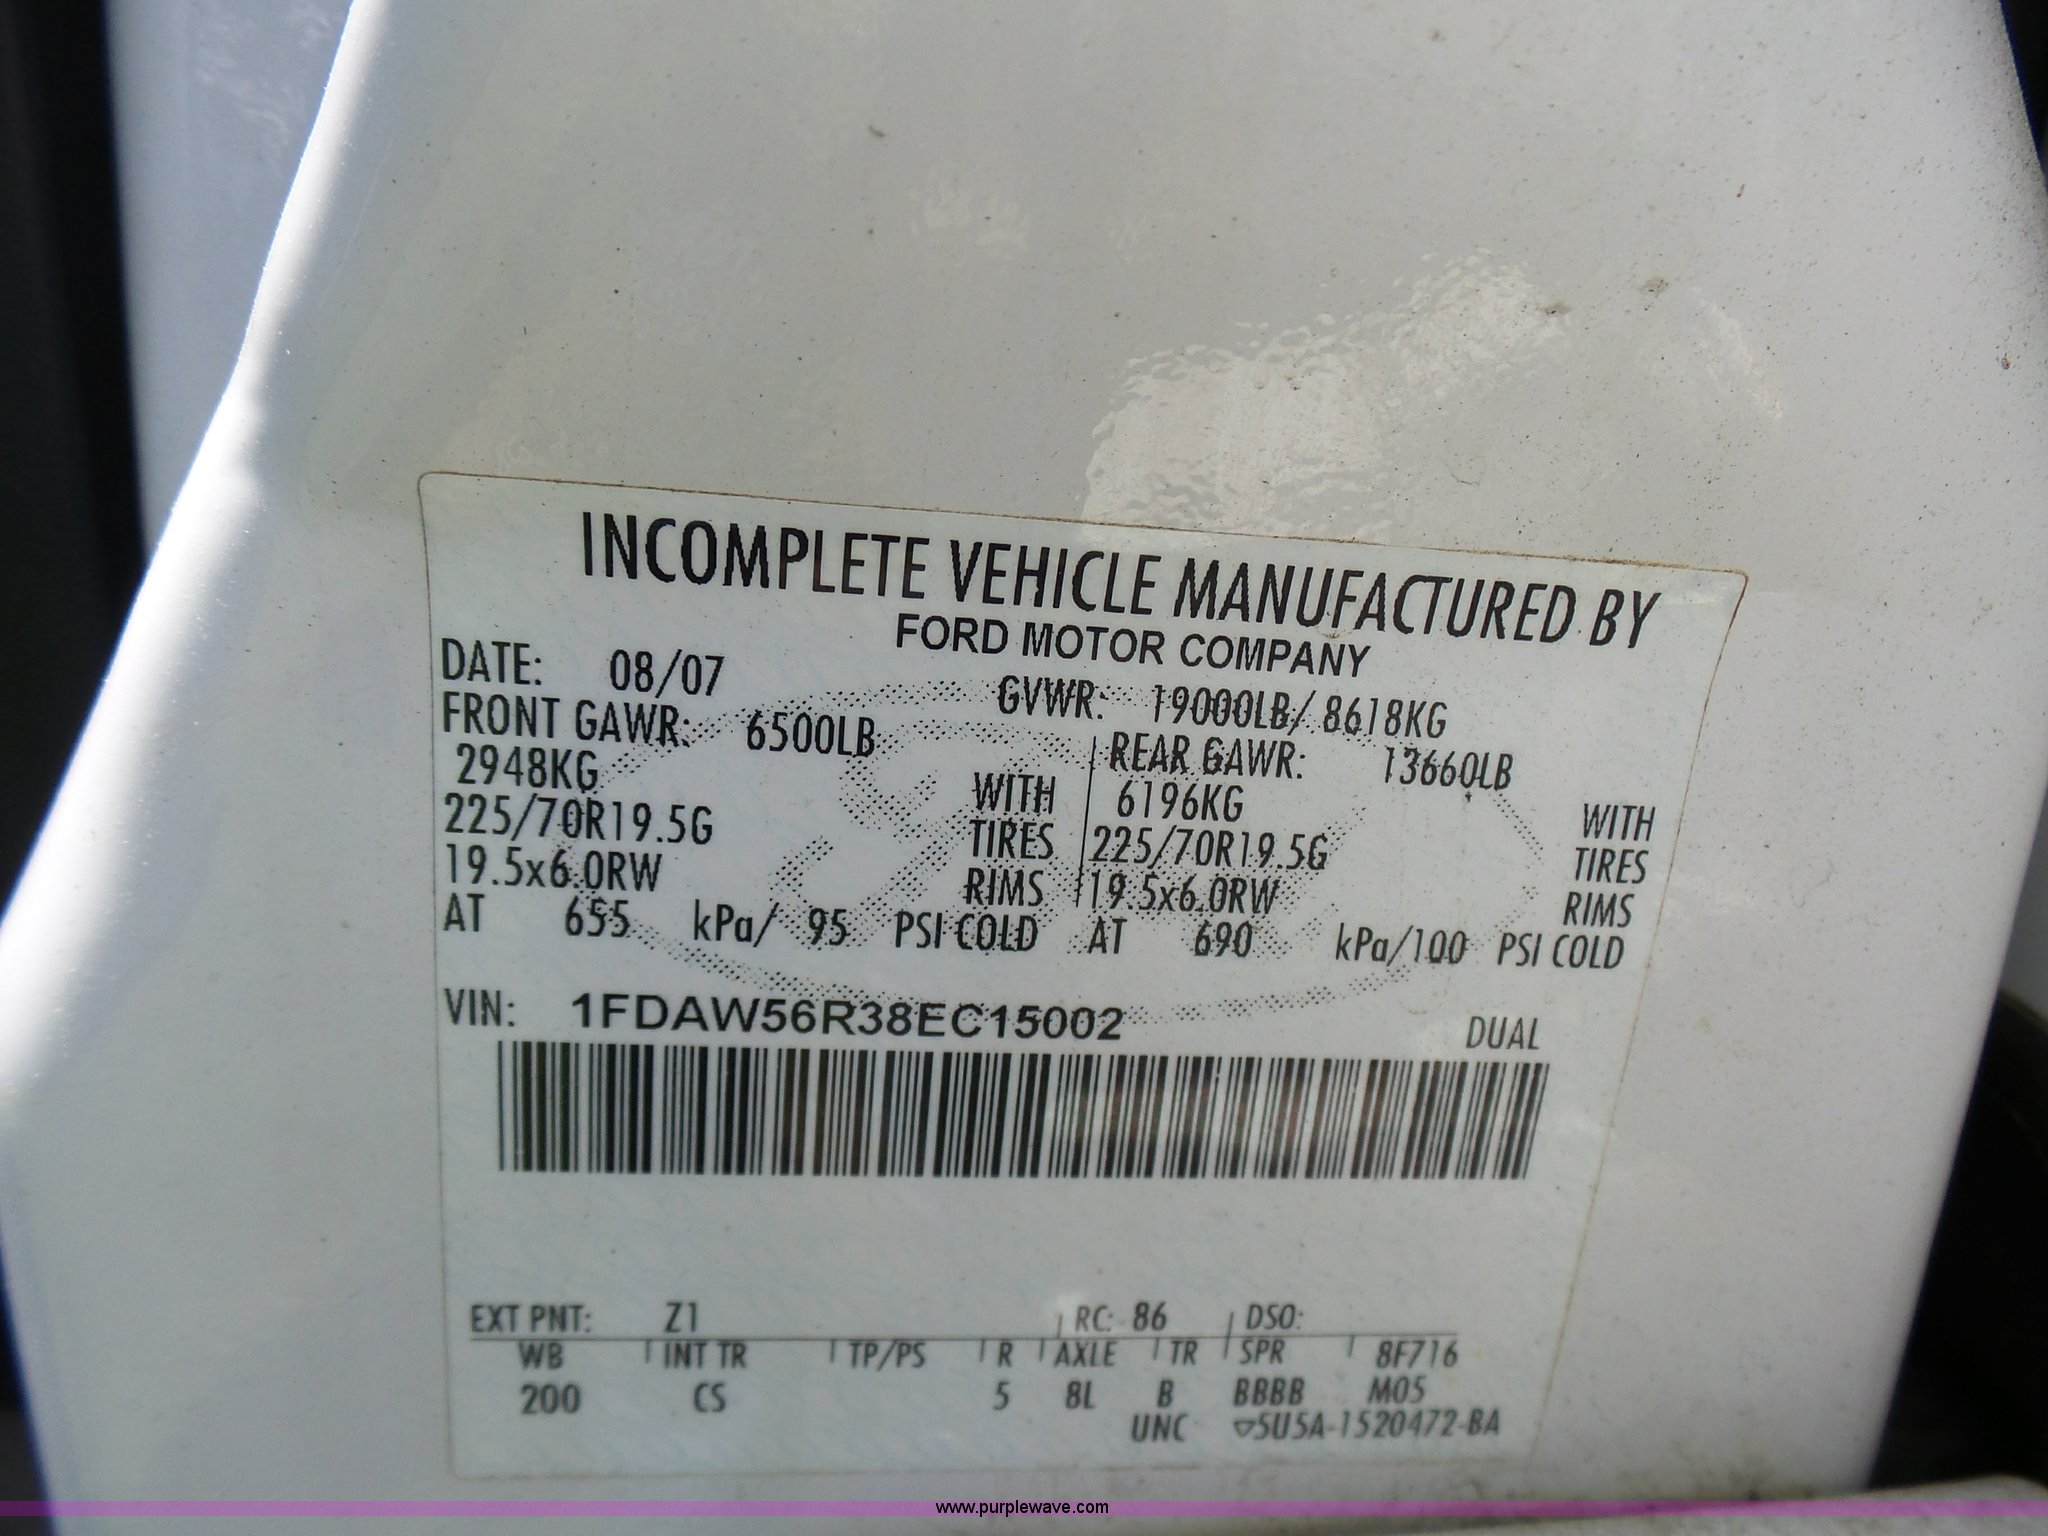 INCOMPLETE VEHICLE MANUFACTURED BY
FORD MOTOR COMPANY
DATE: 08/07 GVWR: 19000LB/ 8618KG
FRONT GAWR: 6500LB REAR GAWR: 13660LB
2948KG WITH 6196KG WITH
225/70R19.5G TIRES 225/70R19.5G TIRES
19.5x6.0RW RIMS 19.5x6.0RW RIMS
AT 655 kPa/ 95 PSI COLD AT 690 kPa/100 PSI COLD
VIN: 1FDAW56R38EC15002 DUAL
EXT PNT: Z1 RC: 86 DSO:
WB INT TR TP/PS R AXLE TR SPR 8F716
200 CS 5 8L B BBBB M05
UNC ▽5U5A-1520472-BA
www.purplewave.com